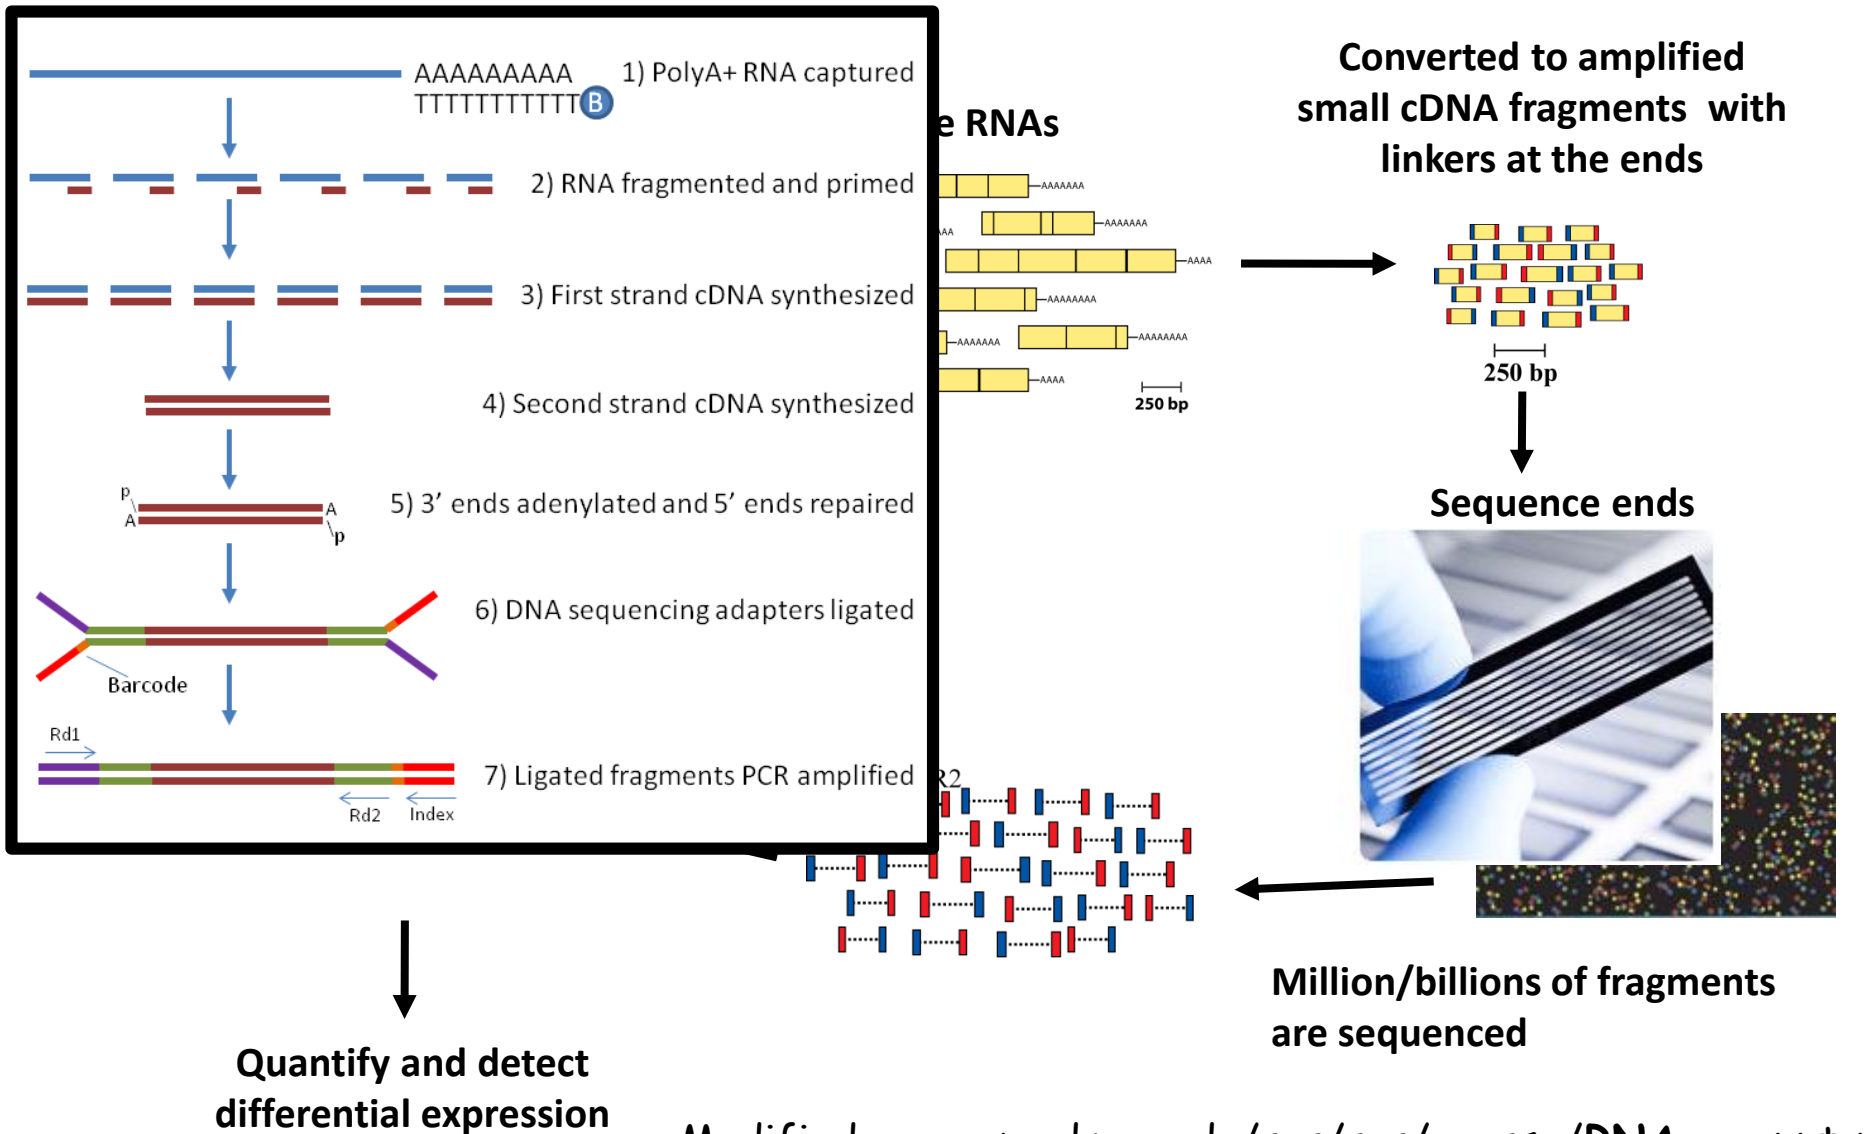 AAAAAAAAA 1) PolyA+ RNA captured
TTTTTTTTTTT B
2) RNA fragmented and primed
3) First strand cDNA synthesized
4) Second strand cDNA synthesized
p
A
A
p
5) 3’ ends adenylated and 5’ ends repaired
6) DNA sequencing adapters ligated
Barcode
Rd1
7) Ligated fragments PCR amplified
Rd2 Index
e RNAs
AAAAAAA
AA
AAAAAAA
AAAA
AAAAAAAA
AAAAAAA
AAAAAAAA
AAAA
250 bp
Converted to amplified
small cDNA fragments with
linkers at the ends
250 bp
Sequence ends
R2
Million/billions of fragments
are sequenced
Quantify and detect
differential expression